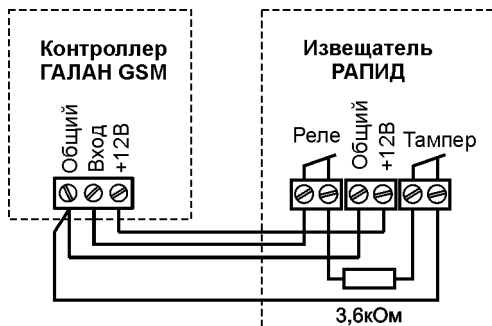 Контроллер
ГАЛАН GSM
Извещатель
РАПИД
Общий
Вход
+12В
Реле
Общий
+12В
Тампер
3,6кОм